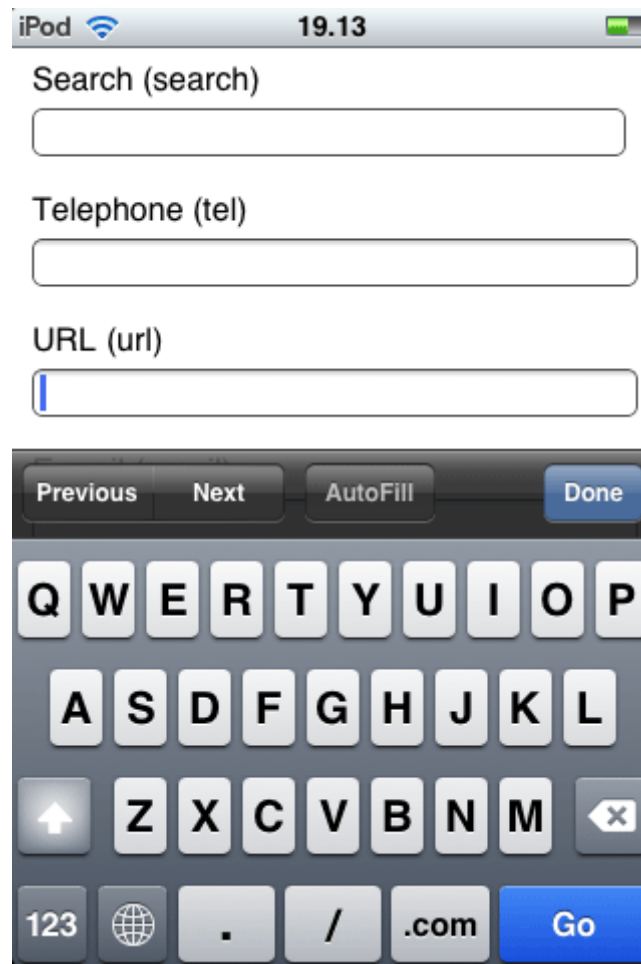 iPod 19.13
Search (search)
Telephone (tel)
URL (url)
Previous Next AutoFill Done
Q W E R T Y U I O P
A S D F G H J K L
Z X C V B N M
123 . / .com Go